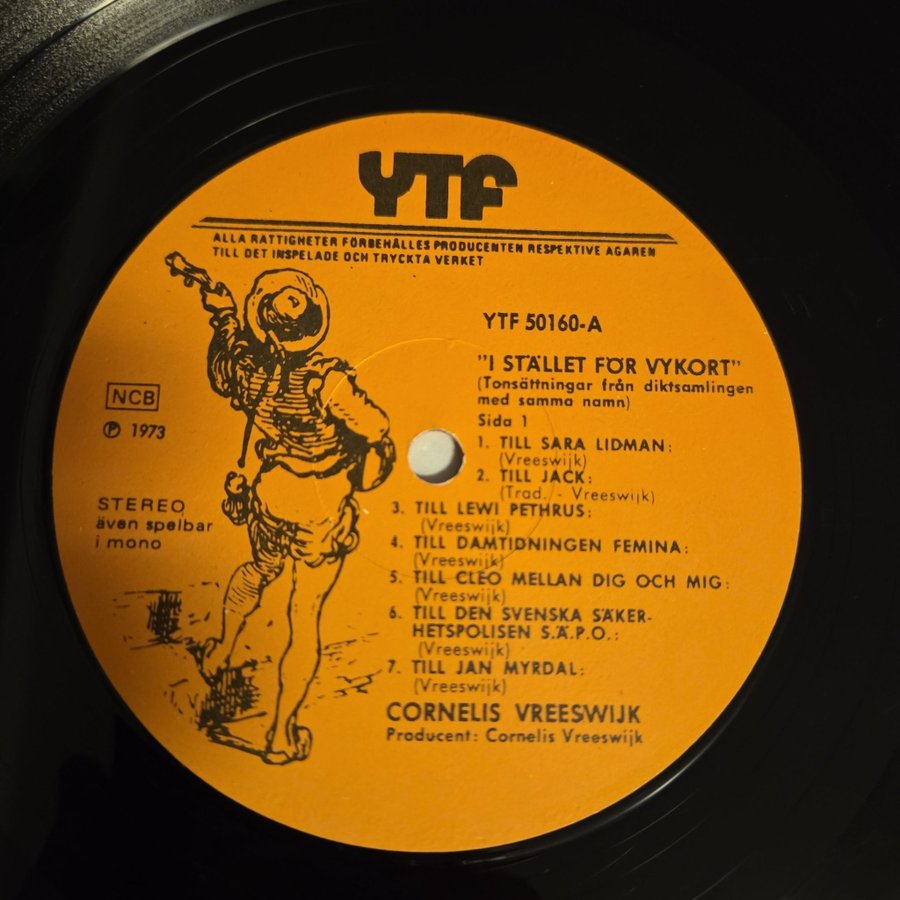 YTF
ALLA RÄTTIGHETER FÖRBEHÅLLES PRODUCENTEN RESPEKTIVE ÄGAREN
TILL DET INSPELADE OCH TRYCKTA VERKET
YTF 50160-A
"I STÄLLET FÖR VYKORT"
(Tonsättningar från diktsamlingen
med samma namn)
Sida 1
1. TILL SARA LIDMAN:
(Vreeswijk)
2. TILL JACK:
(Trad. - Vreeswijk)
3. TILL LEWI PETHRUS:
(Vreeswijk)
4. TILL DAMTIDNINGEN FEMINA:
(Vreeswijk)
5. TILL CLEO MELLAN DIG OCH MIG:
(Vreeswijk)
6. TILL DEN SVENSKA SÄKER-
HETSPOLISEN S.Ä.P.O.:
(Vreeswijk)
7. TILL JAN MYRDAL:
(Vreeswijk)
CORNELIS VREESWIJK
Producent: Cornelis Vreeswijk
NCB
℗ 1973
STEREO
även spelbar
i mono